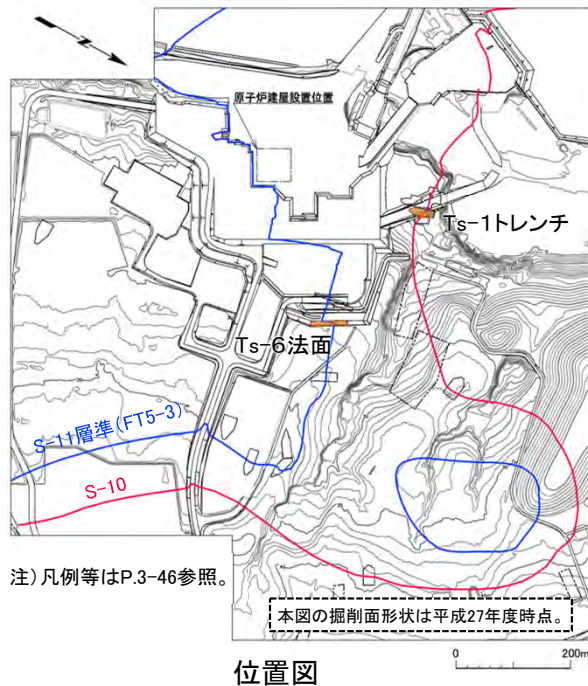 N
原子炉建屋設置位置
Ts-1トレンチ
Ts-6法面
S-11層準(FT5-3)
S-10
注)凡例等はP.3-46参照。
本図の掘削面形状は平成27年度時点。
0 200m
位置図